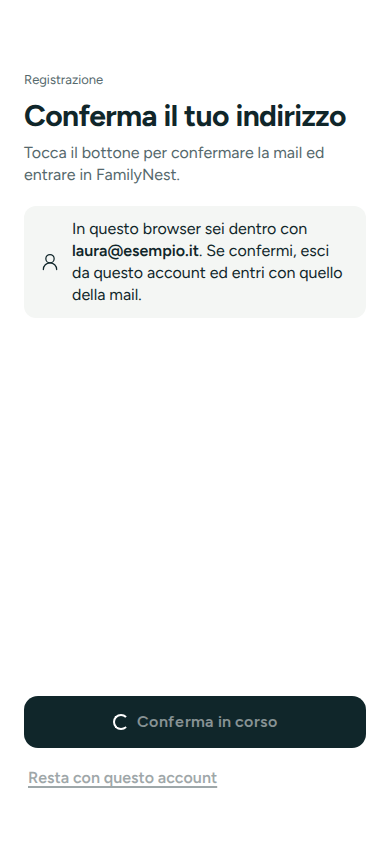 Registrazione
Conferma il tuo indirizzo
Tocca il bottone per confermare la mail ed
entrare in FamilyNest.
In questo browser sei dentro con
laura@esempio.it. Se confermi, esci
da questo account ed entri con quello
della mail.
Conferma in corso
Resta con questo account